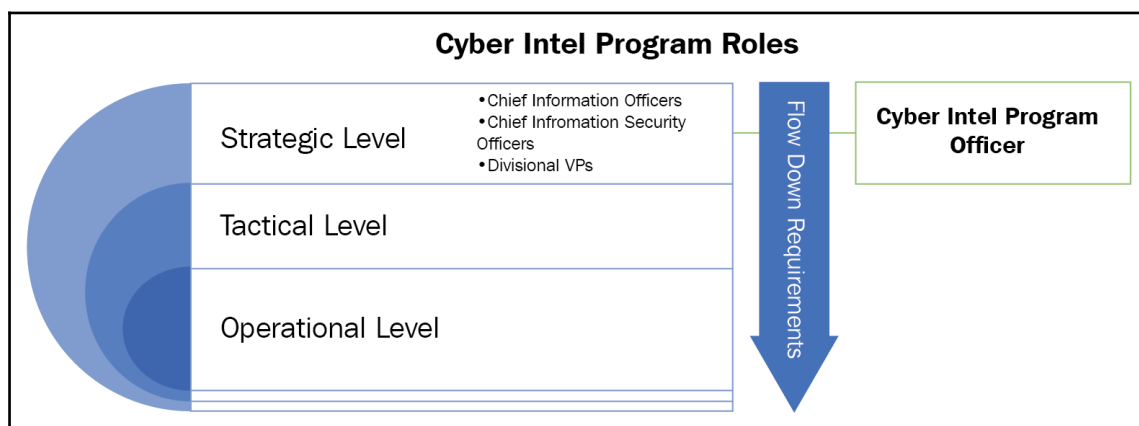 Cyber Intel Program Roles
Strategic Level
•Chief Information Officers
•Chief Infromation Security
Officers
•Divisional VPs
Tactical Level
Operational Level
Flow Down Requirements
Cyber Intel Program
Officer